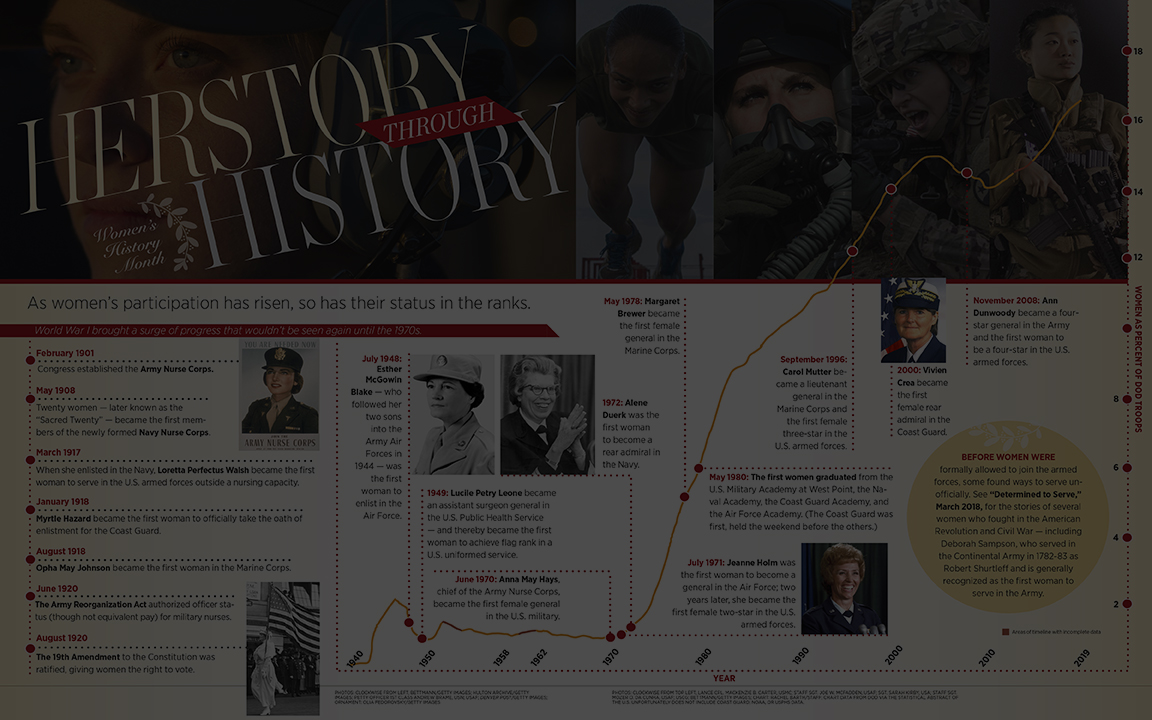 HERSTORY
THROUGH
HISTORY
Women's
History
Month
As women's participation has risen, so has their status in the ranks.
World War I brought a surge of progress that wouldn't be seen again until the 1970s.
February 1901
Congress established the Army Nurse Corps.
May 1908
Twenty women — later known as the
"Sacred Twenty" — became the first mem-
bers of the newly formed Navy Nurse Corps.
March 1917
When she enlisted in the Navy, Loretta Perfectus Walsh became the first
woman to serve in the U.S. armed forces outside a nursing capacity.
January 1918
Myrtle Hazard became the first woman to officially take the oath of
enlistment for the Coast Guard.
August 1918
Opha May Johnson became the first woman in the Marine Corps.
June 1920
The Army Reorganization Act authorized officer sta-
tus (though not equivalent pay) for military nurses.
August 1920
The 19th Amendment to the Constitution was
ratified, giving women the right to vote.
YOU ARE NEEDED NOW
ARMY NURSE CORPS
July 1948:
Esther
McGowin
Blake — who
followed her
two sons
into the
Army Air
Forces in
1944 — was
the first
woman to
enlist in the
Air Force.
1949: Lucile Petry Leone became
an assistant surgeon general in
the U.S. Public Health Service
— and thereby became the first
woman to achieve flag rank in a
U.S. uniformed service.
June 1970: Anna May Hays,
chief of the Army Nurse Corps,
became the first female general
in the U.S. military.
1972: Alene
Duerk was the
first woman
to become a
rear admiral in
the Navy.
May 1978: Margaret
Brewer became
the first female
general in the
Marine Corps.
September 1996:
Carol Mutter be-
came a lieutenant
general in the
Marine Corps and
the first female
three-star in the
U.S. armed forces.
2000: Vivien
Crea became
the first
female rear
admiral in the
Coast Guard.
November 2008: Ann
Dunwoody became a four-
star general in the Army
and the first woman to
be a four-star in the U.S.
armed forces.
May 1980: The first women graduated from the
U.S. Military Academy at West Point, the Na-
val Academy, the Coast Guard Academy, and
the Air Force Academy. (The Coast Guard was
first, held the weekend before the others.)
July 1971: Jeanne Holm was
the first woman to become a
general in the Air Force; two
years later, she became the
first female two-star in the U.S.
armed forces.
BEFORE WOMEN WERE
formally allowed to join the armed
forces, some found ways to serve un-
officially. See "Determined to Serve,"
March 2018, for the stories of several
women who fought in the American
Revolution and Civil War — including
Deborah Sampson, who served in
the Continental Army in 1782-83 as
Robert Shurtleff and is generally
recognized as the first woman to
serve in the Army.
Areas of timeline with incomplete data
18
16
14
12
8
6
4
2
WOMEN AS PERCENT OF DOD TROOPS
1940
1950
1958
1962
1970
1980
1990
2000
2010
2019
YEAR